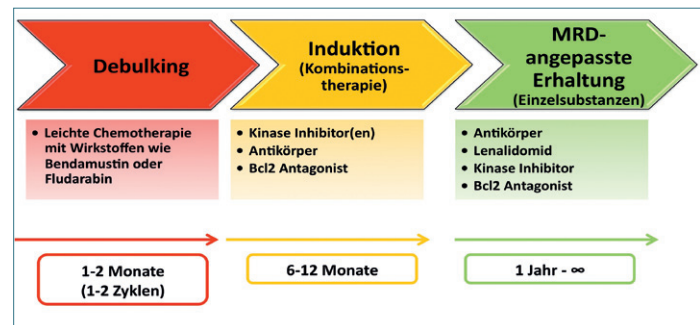 Debulking
Induktion
(Kombinations-
therapie)
MRD-
angepasste
Erhaltung
(Einzelsubstanzen)
• Leichte Chemotherapie
mit Wirkstoffen wie
Bendamustin oder
Fludarabin
• Kinase Inhibitor(en)
• Antikörper
• Bcl2 Antagonist
• Antikörper
• Lenalidomid
• Kinase Inhibitor
• Bcl2 Antagonist
1-2 Monate
(1-2 Zyklen)
6-12 Monate
1 Jahr - ∞